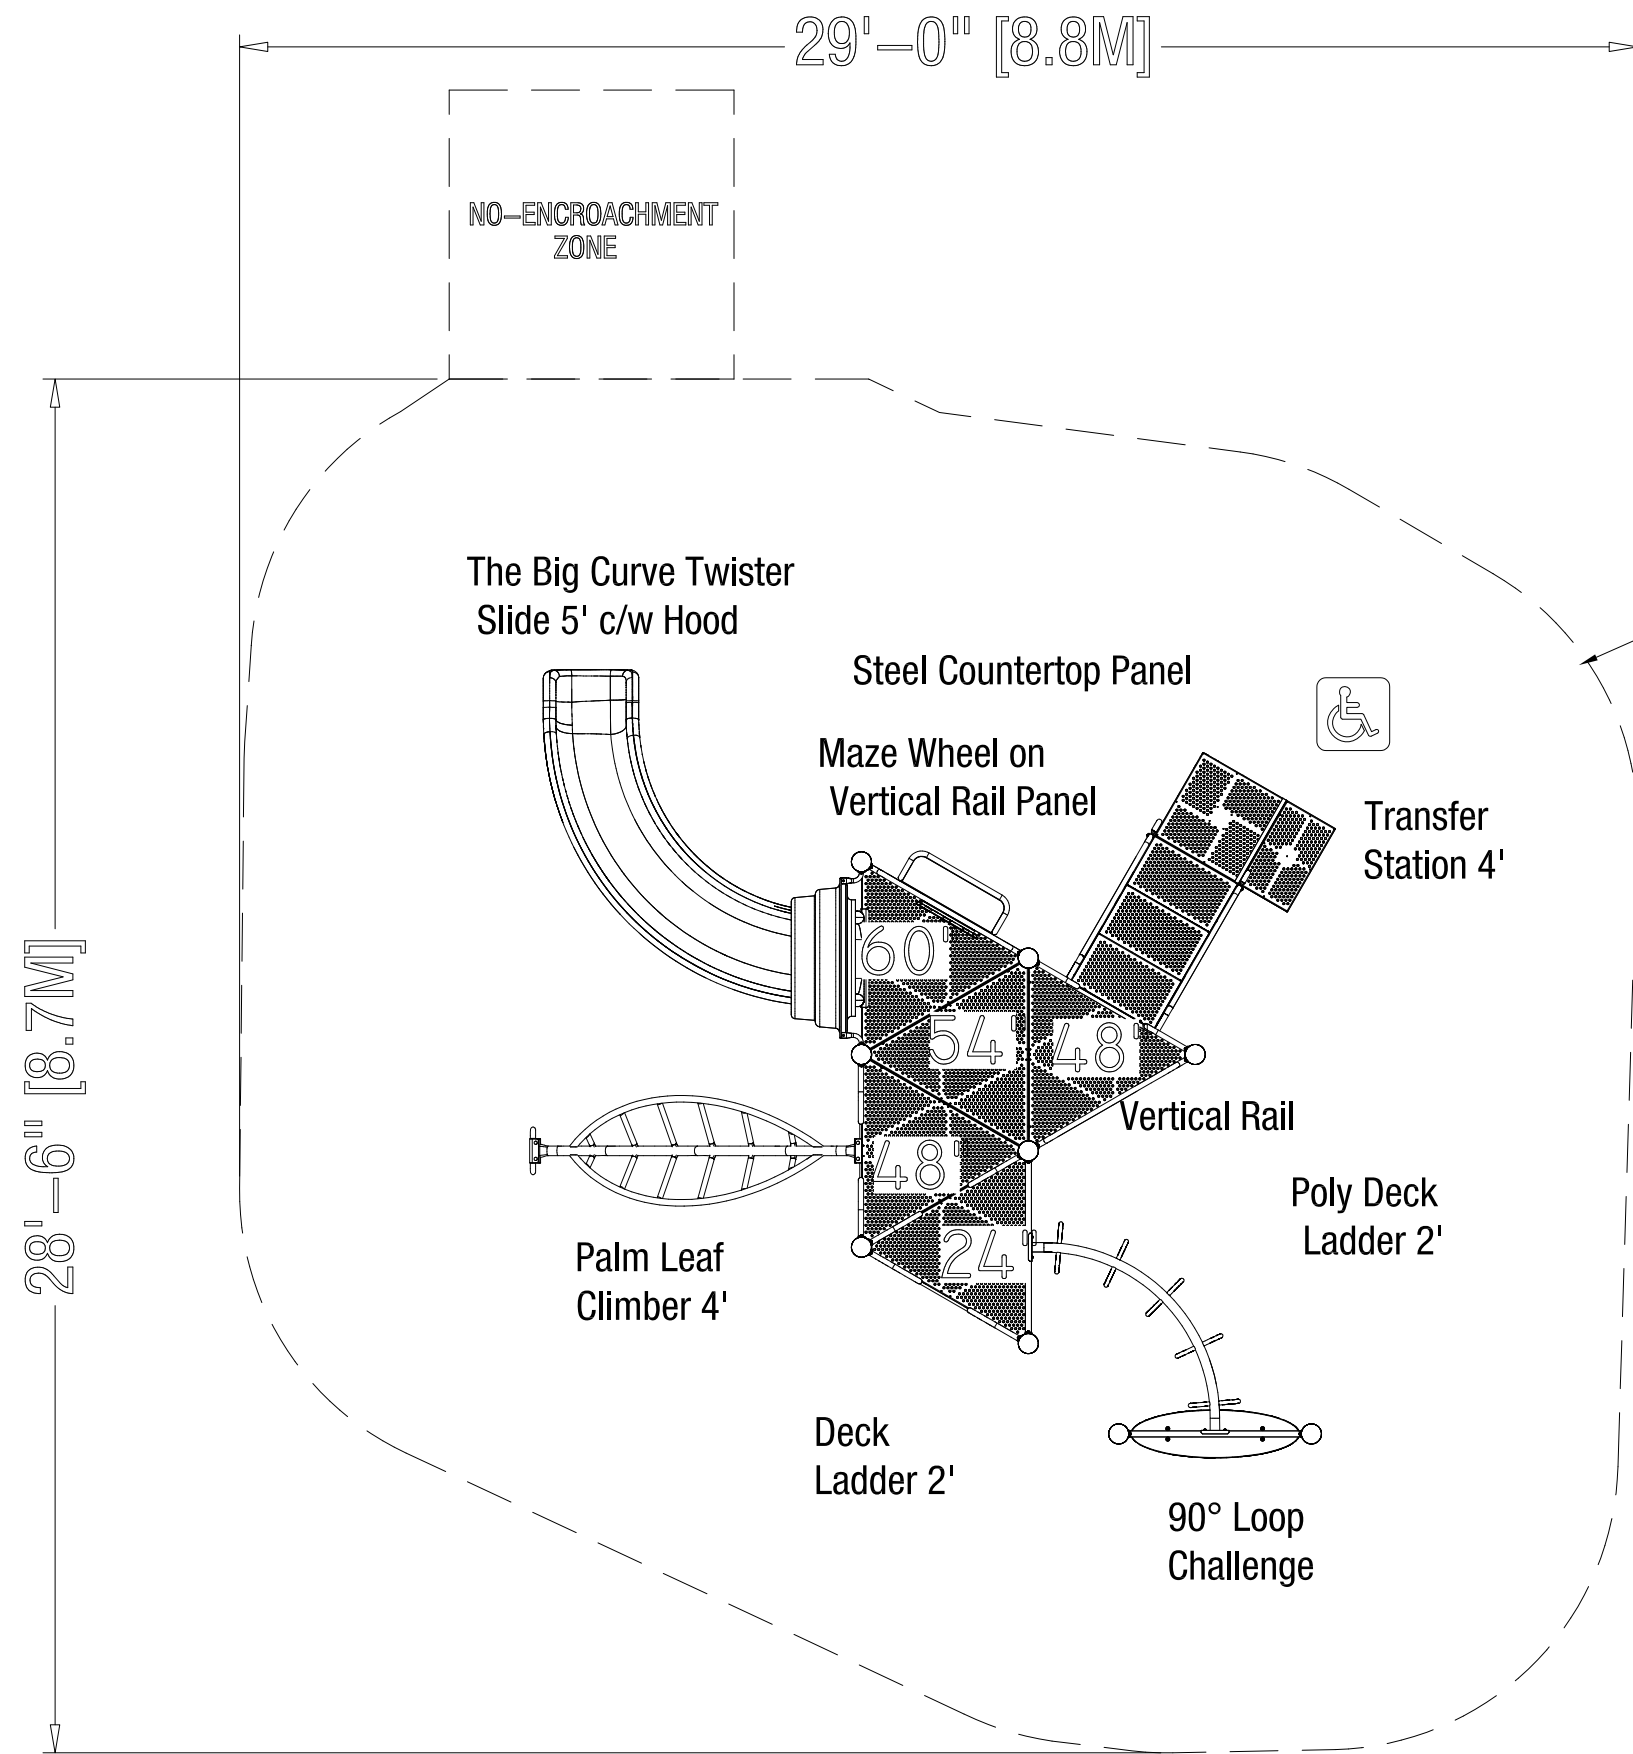 29'–0" [8.8M]
NO–ENCROACHMENT
ZONE
The Big Curve Twister
Slide 5' c/w Hood
Steel Countertop Panel
Maze Wheel on
Vertical Rail Panel
Transfer
Station 4'
60'
54'
48'
Vertical Rail
28'–6" [8.7M]
48'
Poly Deck
Ladder 2'
24"
Palm Leaf
Climber 4'
Deck
Ladder 2'
90° Loop
Challenge